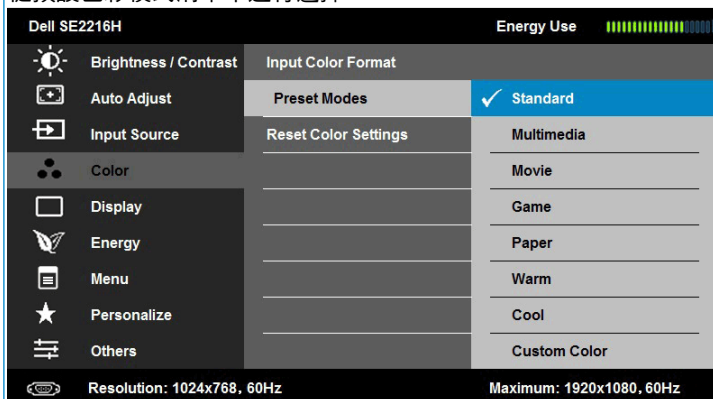 Dell SE2216H Energy Use
Brightness / Contrast Input Color Format
Auto Adjust Preset Modes Standard
Input Source Reset Color Settings Multimedia
Color Movie
Display Game
Energy Paper
Menu Warm
Personalize Cool
Others Custom Color
Resolution: 1024x768, 60Hz Maximum: 1920x1080, 60Hz